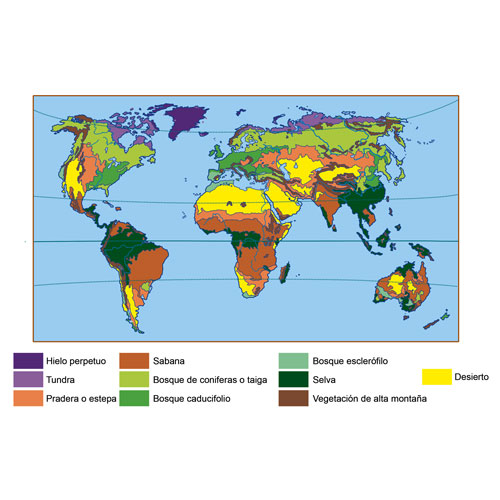 Hielo perpetuo
Tundra
Pradera o estepa
Sabana
Bosque de coniferas o taiga
Bosque caducifolio
Bosque esclerófilo
Selva
Vegetación de alta montaña
Desierto